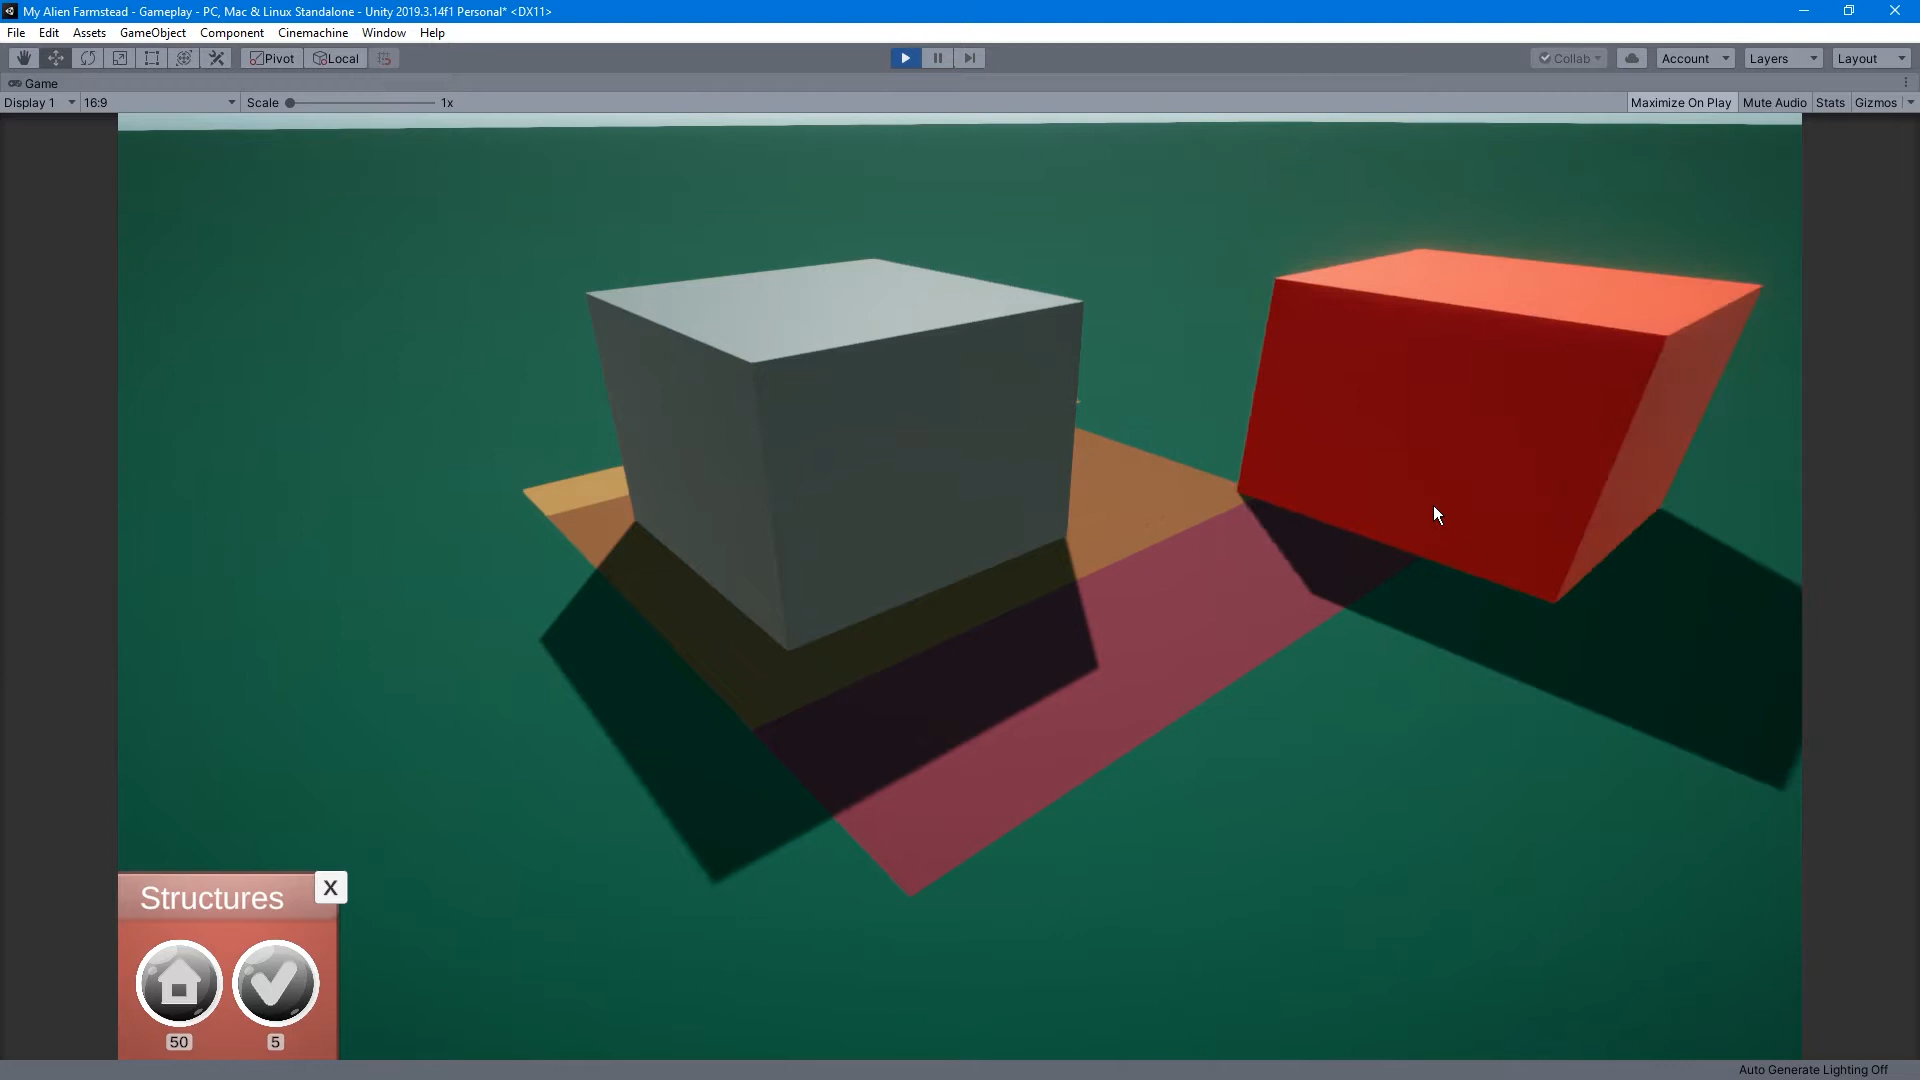 My Alien Farmstead - Gameplay - PC, Mac & Linux Standalone - Unity 2019.3.14f1 Personal* <DX11>
File Edit Assets GameObject Component Cinemachine Window Help
Pivot Local Collab Account Layers Layout
Game
Display 1 16:9 Scale 1x Maximize On Play Mute Audio Stats Gizmos
Structures X
50 5
Auto Generate Lighting Off